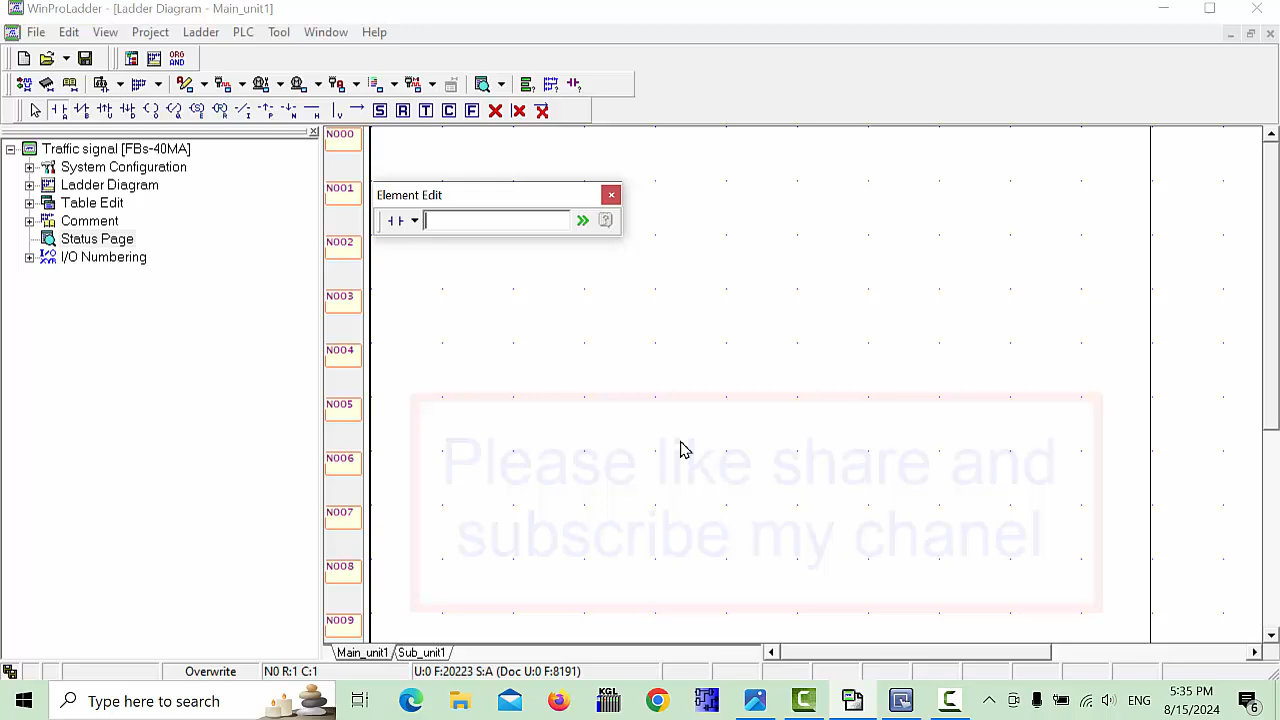 WinProLadder - [Ladder Diagram - Main_unit1]
File Edit View Project Ladder PLC Tool Window Help
ORG
AND
A B U D Q Q S R I P N H V
S R T C F
Traffic signal [FBs-40MA]
System Configuration
Ladder Diagram
Table Edit
Comment
Status Page
I/O Numbering
N000
N001
Element Edit
N002
N003
N004
N005
N006
N007
N008
N009
Please like share and
subscribe my chanel
Main_unit1 Sub_unit1
Overwrite N0 R:1 C:1 U:0 F:20223 S:A (Doc U:0 F:8191)
Type here to search
KGL
ENG
5:35 PM
8/15/2024
6